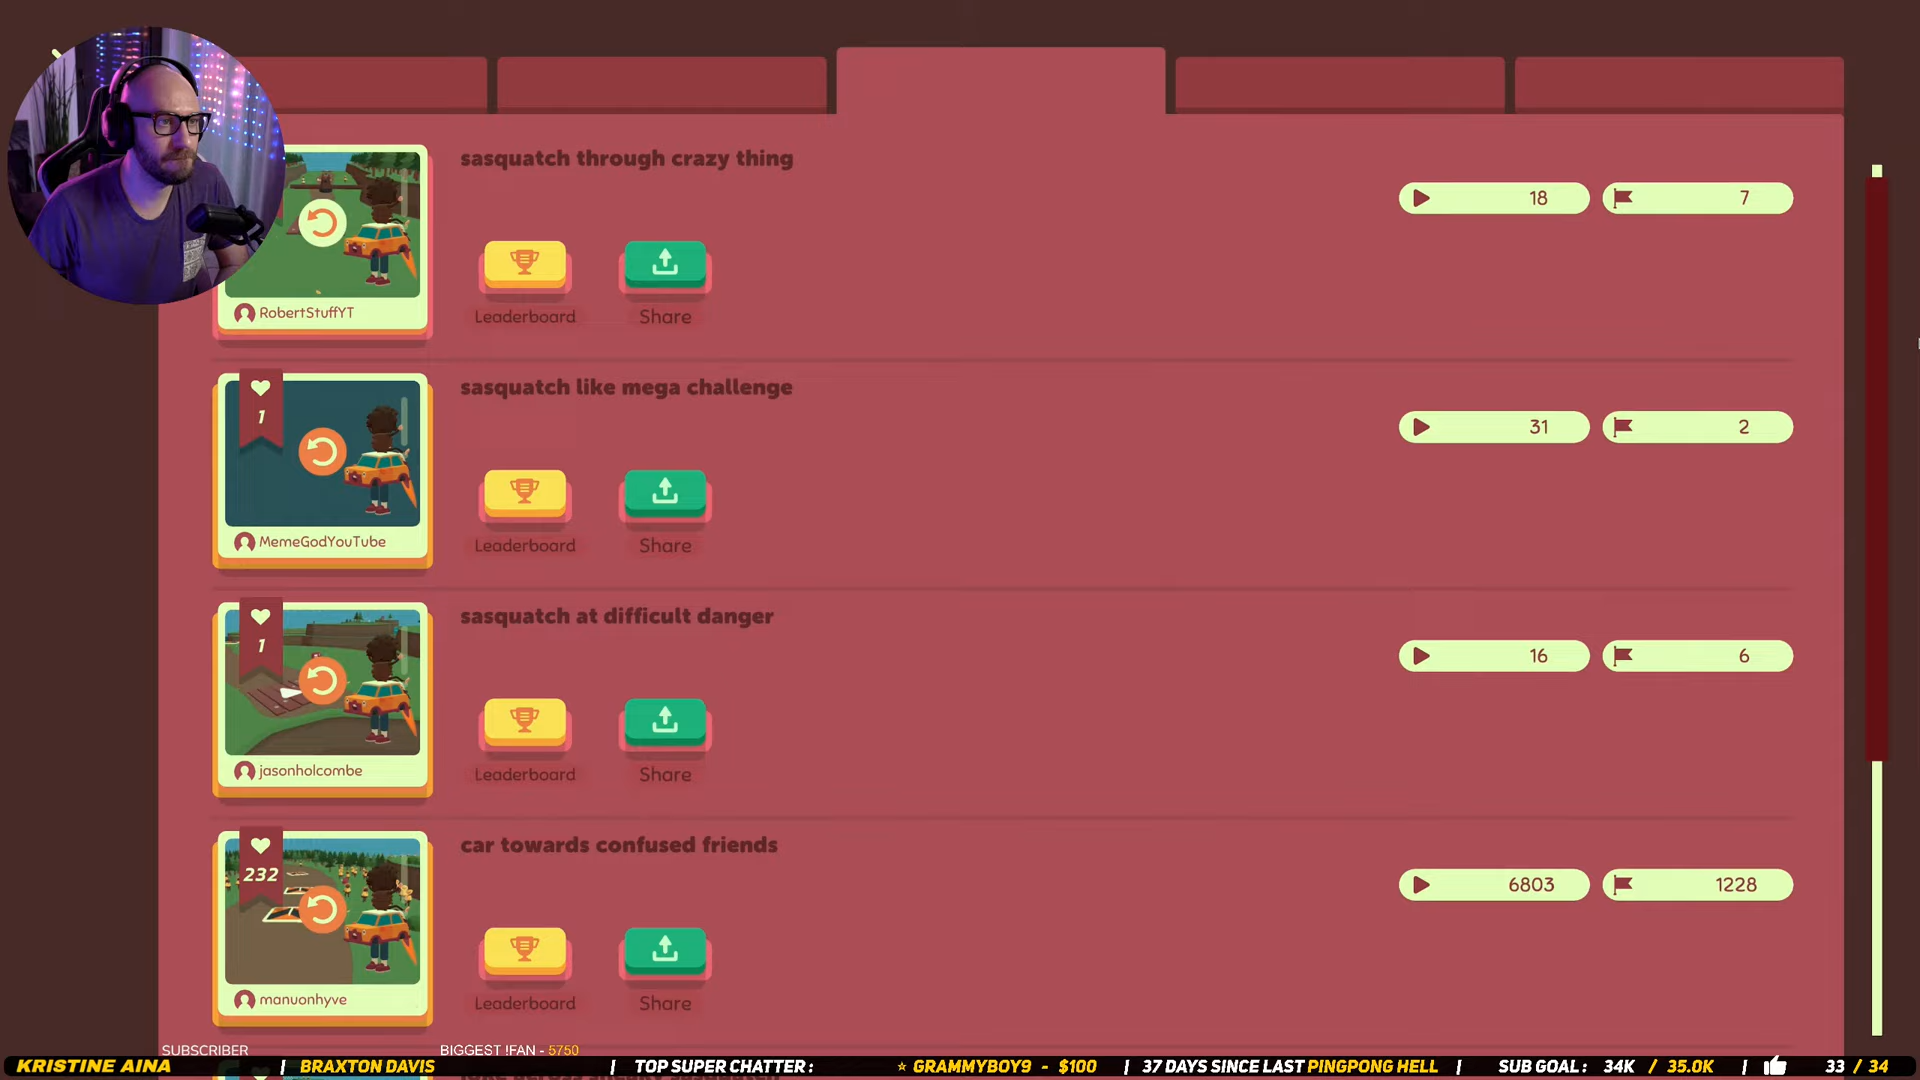 sasquatch through crazy thing
18
7
Leaderboard
Share
RobertStuffYT
sasquatch like mega challenge
1
31
2
Leaderboard
Share
MemeGodYouTube
sasquatch at difficult danger
1
16
6
Leaderboard
Share
jasonholcombe
car towards confused friends
232
6803
1228
Leaderboard
Share
manuonhyve
SUBSCRIBER
BIGGEST !FAN - 5750
KRISTINE AINA | BRAXTON DAVIS | TOP SUPER CHATTER : ★ GRAMMYBOY9 - $100 | 37 DAYS SINCE LAST PINGPONG HELL | SUB GOAL : 34K / 35.0K | 33 / 34